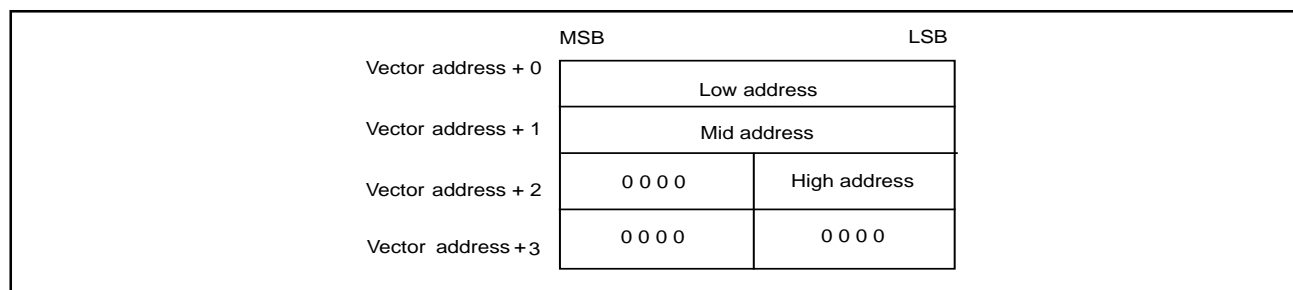 MSB LSB
Vector address + 0
Low address
Vector address + 1
Mid address
Vector address + 2
0 0 0 0 High address
Vector address +3
0 0 0 0 0 0 0 0